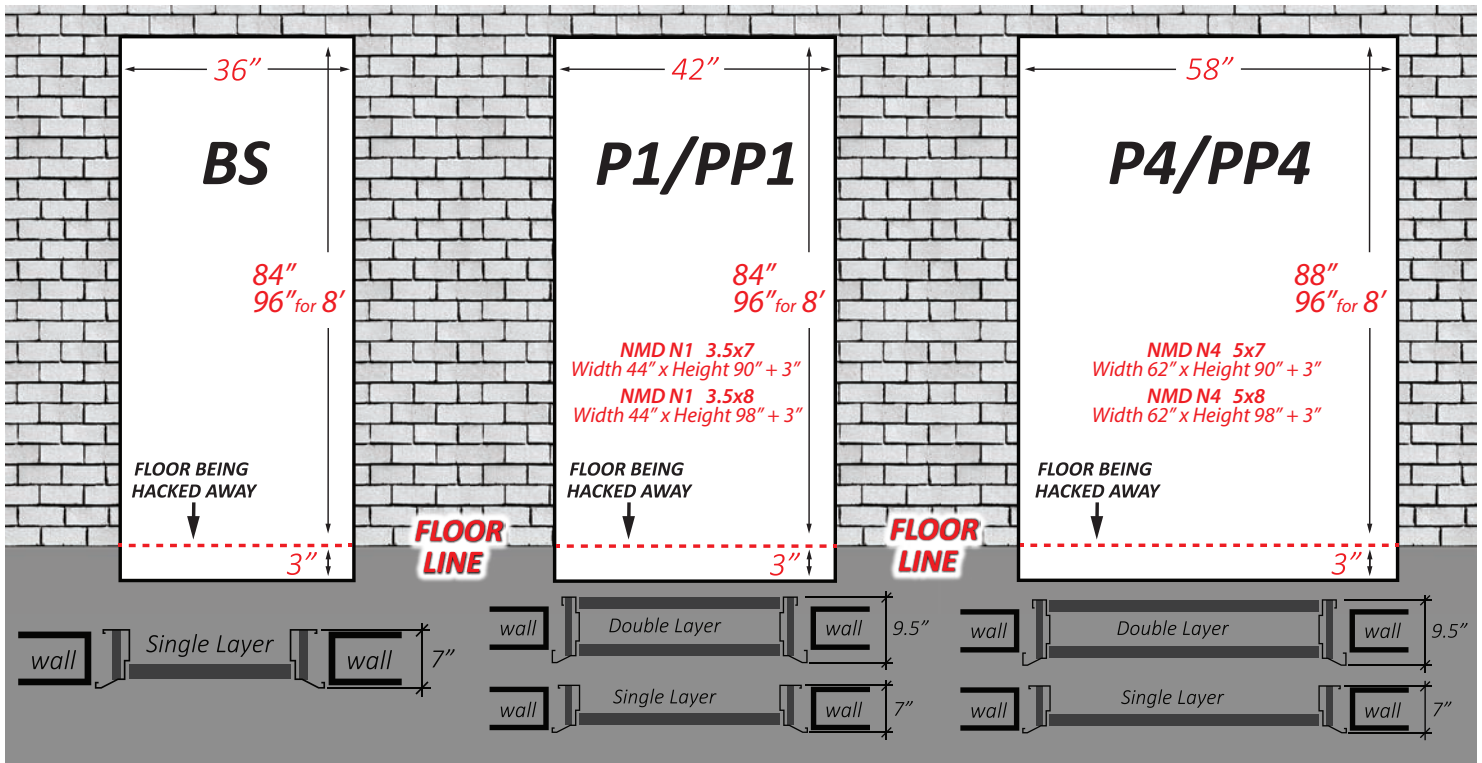 36”
BS
84”
96” for 8’
FLOOR BEING
HACKED AWAY
3”
42”
P1/PP1
84”
96” for 8’
NMD N1 3.5x7
Width 44” x Height 90” + 3”
NMD N1 3.5x8
Width 44” x Height 98” + 3”
FLOOR BEING
HACKED AWAY
3”
58”
P4/PP4
88”
96” for 8’
NMD N4 5x7
Width 62” x Height 90” + 3”
NMD N4 5x8
Width 62” x Height 98” + 3”
FLOOR BEING
HACKED AWAY
3”
FLOOR
LINE
FLOOR
LINE
wall Single Layer wall 7”
wall Double Layer wall 9.5”
wall Single Layer wall 7”
wall Double Layer wall 9.5”
wall Single Layer wall 7”